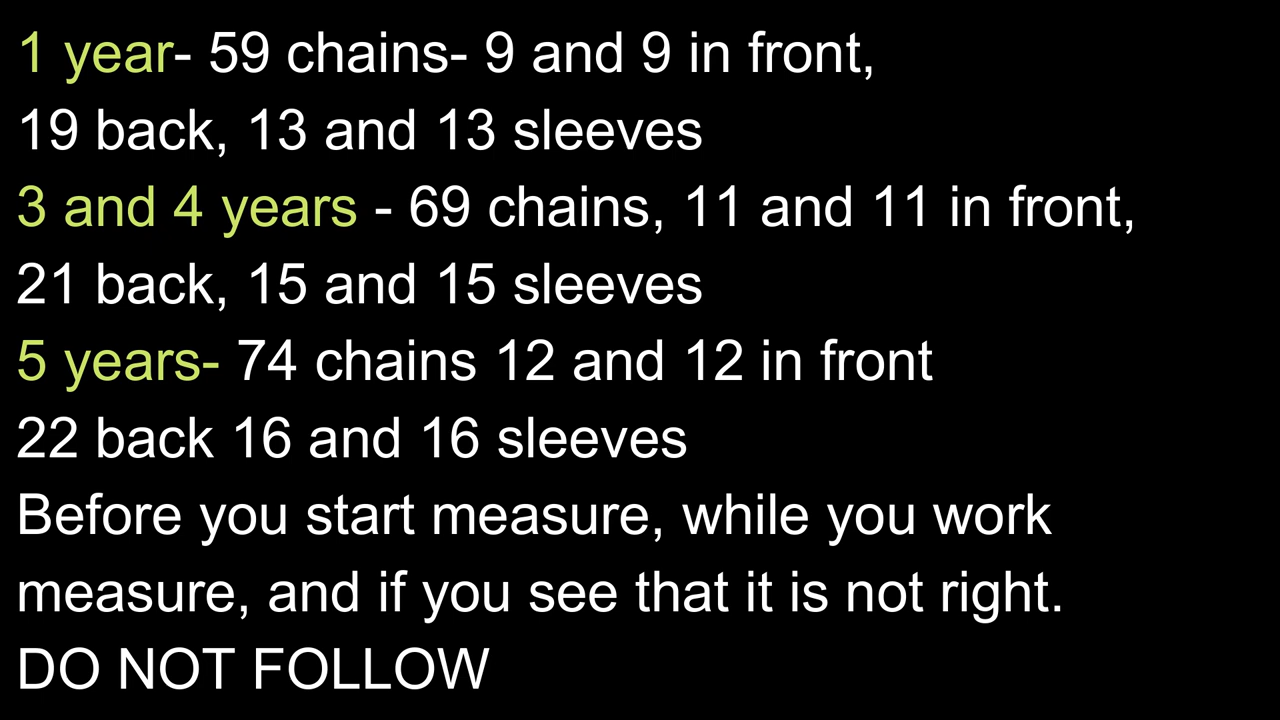 1 year- 59 chains- 9 and 9 in front,
19 back, 13 and 13 sleeves
3 and 4 years - 69 chains, 11 and 11 in front,
21 back, 15 and 15 sleeves
5 years- 74 chains 12 and 12 in front
22 back 16 and 16 sleeves
Before you start measure, while you work
measure, and if you see that it is not right.
DO NOT FOLLOW